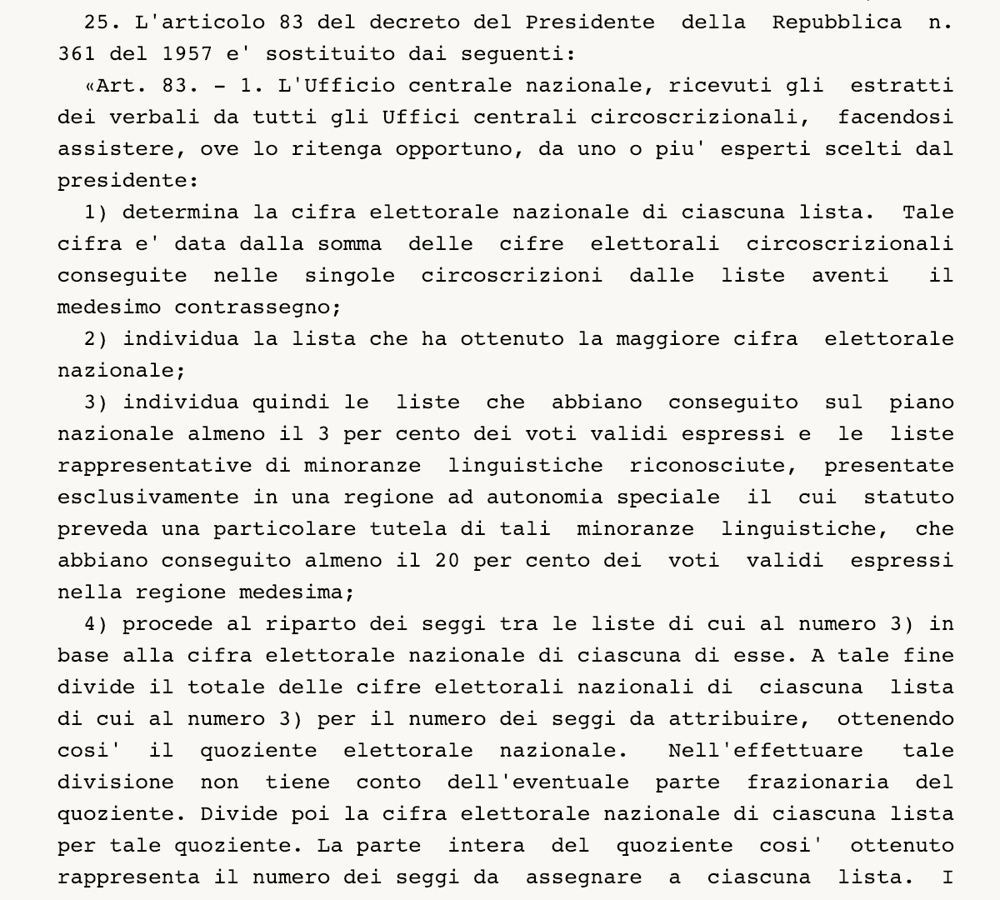 25. L'articolo 83 del decreto del Presidente della Repubblica n.
361 del 1957 e' sostituito dai seguenti:
«Art. 83. - 1. L'Ufficio centrale nazionale, ricevuti gli estratti
dei verbali da tutti gli Uffici centrali circoscrizionali, facendosi
assistere, ove lo ritenga opportuno, da uno o piu' esperti scelti dal
presidente:
1) determina la cifra elettorale nazionale di ciascuna lista. Tale
cifra e' data dalla somma delle cifre elettorali circoscrizionali
conseguite nelle singole circoscrizioni dalle liste aventi il
medesimo contrassegno;
2) individua la lista che ha ottenuto la maggiore cifra elettorale
nazionale;
3) individua quindi le liste che abbiano conseguito sul piano
nazionale almeno il 3 per cento dei voti validi espressi e le liste
rappresentative di minoranze linguistiche riconosciute, presentate
esclusivamente in una regione ad autonomia speciale il cui statuto
preveda una particolare tutela di tali minoranze linguistiche, che
abbiano conseguito almeno il 20 per cento dei voti validi espressi
nella regione medesima;
4) procede al riparto dei seggi tra le liste di cui al numero 3) in
base alla cifra elettorale nazionale di ciascuna di esse. A tale fine
divide il totale delle cifre elettorali nazionali di ciascuna lista
di cui al numero 3) per il numero dei seggi da attribuire, ottenendo
cosi' il quoziente elettorale nazionale. Nell'effettuare tale
divisione non tiene conto dell'eventuale parte frazionaria del
quoziente. Divide poi la cifra elettorale nazionale di ciascuna lista
per tale quoziente. La parte intera del quoziente cosi' ottenuto
rappresenta il numero dei seggi da assegnare a ciascuna lista. I